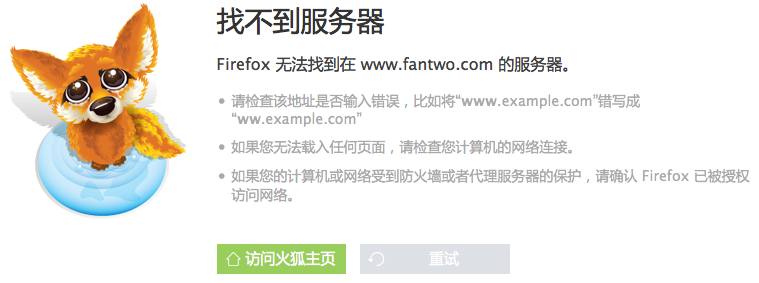 找不到服务器
Firefox 无法找到在 www.fantwo.com 的服务器。
• 请检查该地址是否输入错误，比如将“www.example.com”错写成
“ww.example.com”
• 如果您无法载入任何页面，请检查您计算机的网络连接。
• 如果您的计算机或网络受到防火墙或者代理服务器的保护，请确认 Firefox 已被授权
访问网络。
访问火狐主页 重试